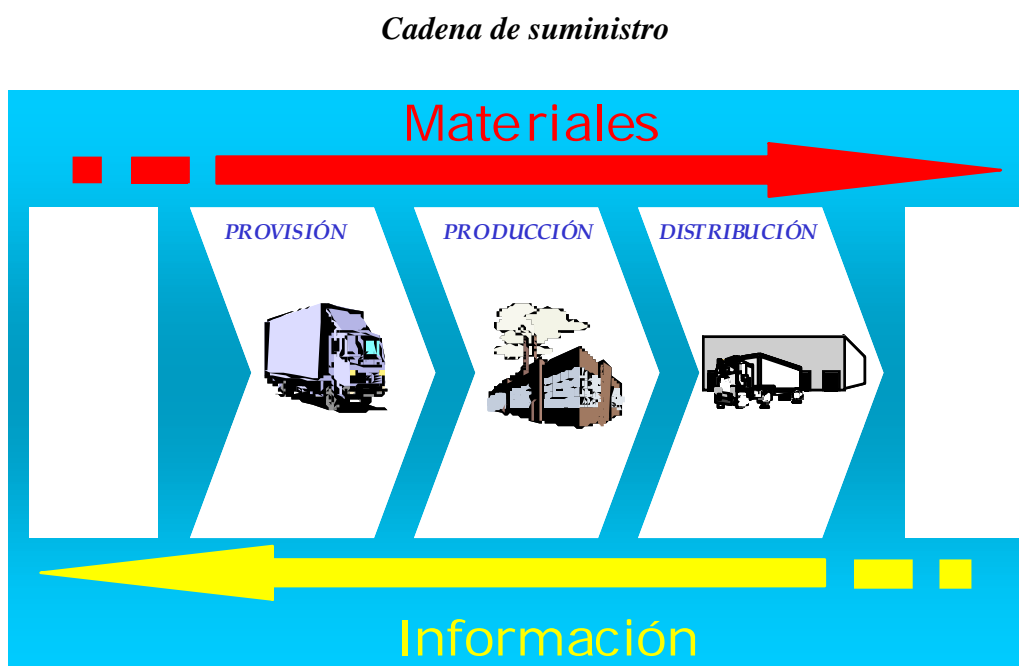 Cadena de suministro
Materiales
PROVISIÓN
PRODUCCIÓN
DISTRIBUCIÓN
Información